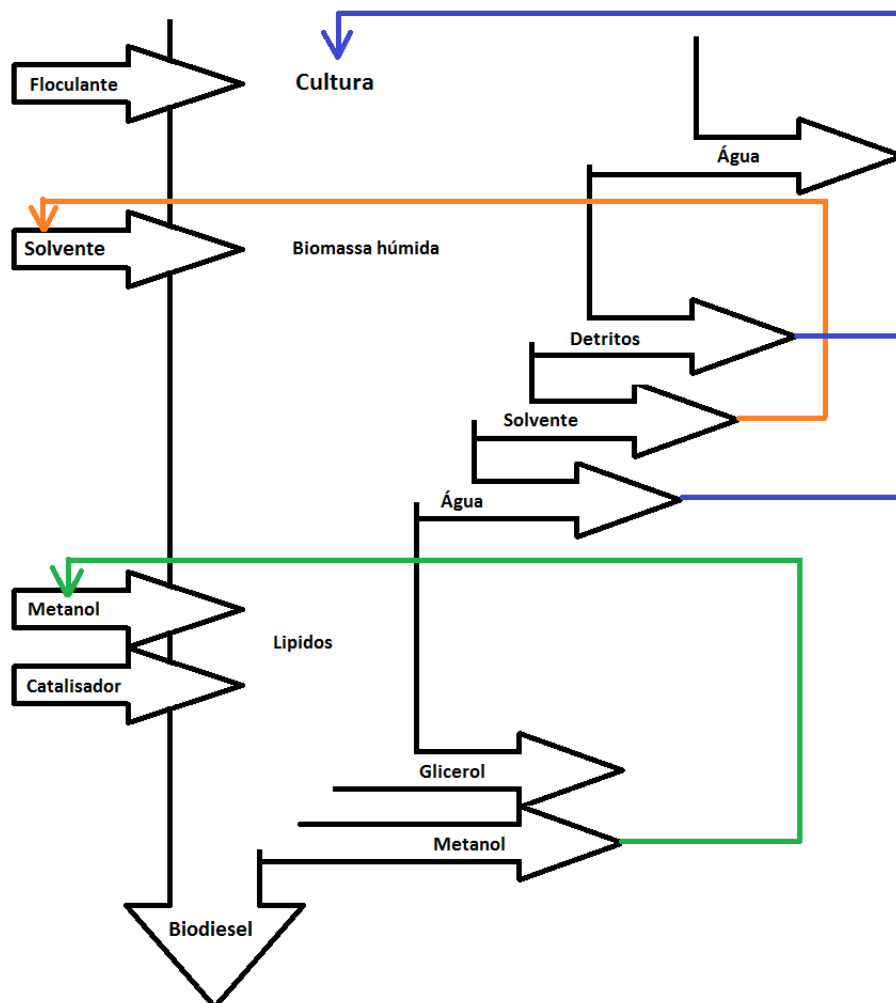 Floculante
Cultura
Água
Solvente
Biomassa húmida
Detritos
Solvente
Água
Metanol
Lipidos
Catalisador
Glicerol
Metanol
Biodiesel